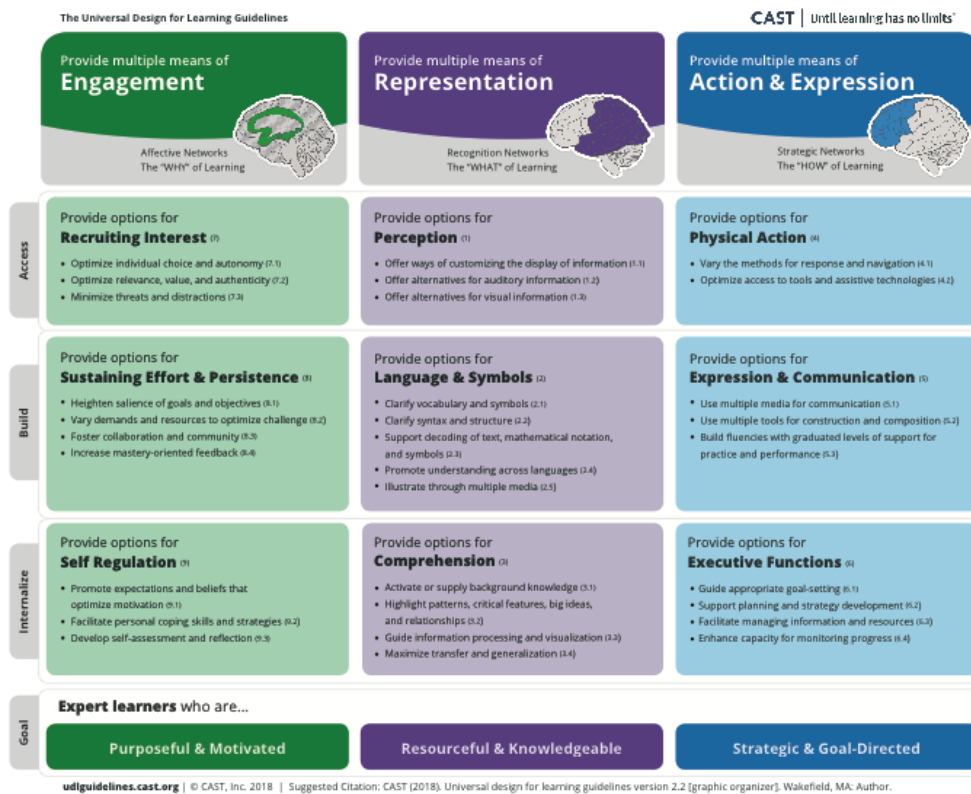 The Universal Design for Learning Guidelines
CAST | Until learning has no limits
Provide multiple means of
Engagement
Affective Networks
The "WHY" of Learning
Provide multiple means of
Representation
Recognition Networks
The "WHAT" of Learning
Provide multiple means of
Action & Expression
Strategic Networks
The "HOW" of Learning
Access
Provide options for
Recruiting Interest (7)
• Optimize individual choice and autonomy (7.1)
• Optimize relevance, value, and authenticity (7.2)
• Minimize threats and distractions (7.3)
Provide options for
Perception (1)
• Offer ways of customizing the display of information (1.1)
• Offer alternatives for auditory information (1.2)
• Offer alternatives for visual information (1.3)
Provide options for
Physical Action (4)
• Vary the methods for response and navigation (4.1)
• Optimize access to tools and assistive technologies (4.2)
Build
Provide options for
Sustaining Effort & Persistence (8)
• Heighten salience of goals and objectives (8.1)
• Vary demands and resources to optimize challenge (8.2)
• Foster collaboration and community (8.3)
• Increase mastery-oriented feedback (8.4)
Provide options for
Language & Symbols (2)
• Clarify vocabulary and symbols (2.1)
• Clarify syntax and structure (2.2)
• Support decoding of text, mathematical notation,
and symbols (2.3)
• Promote understanding across languages (2.4)
• Illustrate through multiple media (2.5)
Provide options for
Expression & Communication (5)
• Use multiple media for communication (5.1)
• Use multiple tools for construction and composition (5.2)
• Build fluencies with graduated levels of support for
practice and performance (5.3)
Internalize
Provide options for
Self Regulation (9)
• Promote expectations and beliefs that
optimize motivation (9.1)
• Facilitate personal coping skills and strategies (9.2)
• Develop self-assessment and reflection (9.3)
Provide options for
Comprehension (3)
• Activate or supply background knowledge (3.1)
• Highlight patterns, critical features, big ideas,
and relationships (3.2)
• Guide information processing and visualization (3.3)
• Maximize transfer and generalization (3.4)
Provide options for
Executive Functions (6)
• Guide appropriate goal-setting (6.1)
• Support planning and strategy development (6.2)
• Facilitate managing information and resources (6.3)
• Enhance capacity for monitoring progress (6.4)
Goal
Expert learners who are...
Purposeful & Motivated
Resourceful & Knowledgeable
Strategic & Goal-Directed
udlguidelines.cast.org | © CAST, Inc. 2018 | Suggested Citation: CAST (2018). Universal design for learning guidelines version 2.2 [graphic organizer]. Wakefield, MA: Author.